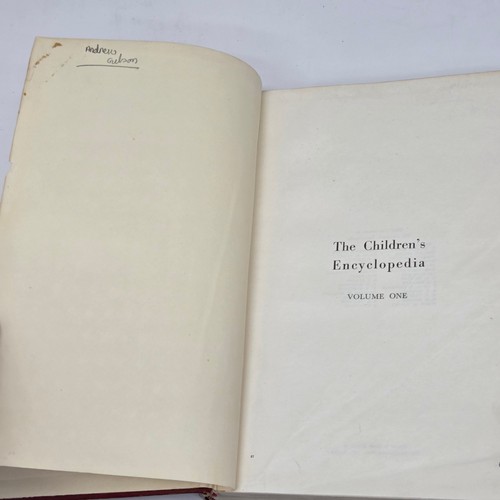 Andrew
The Children's
Encyclopedia
VOLUME ONE